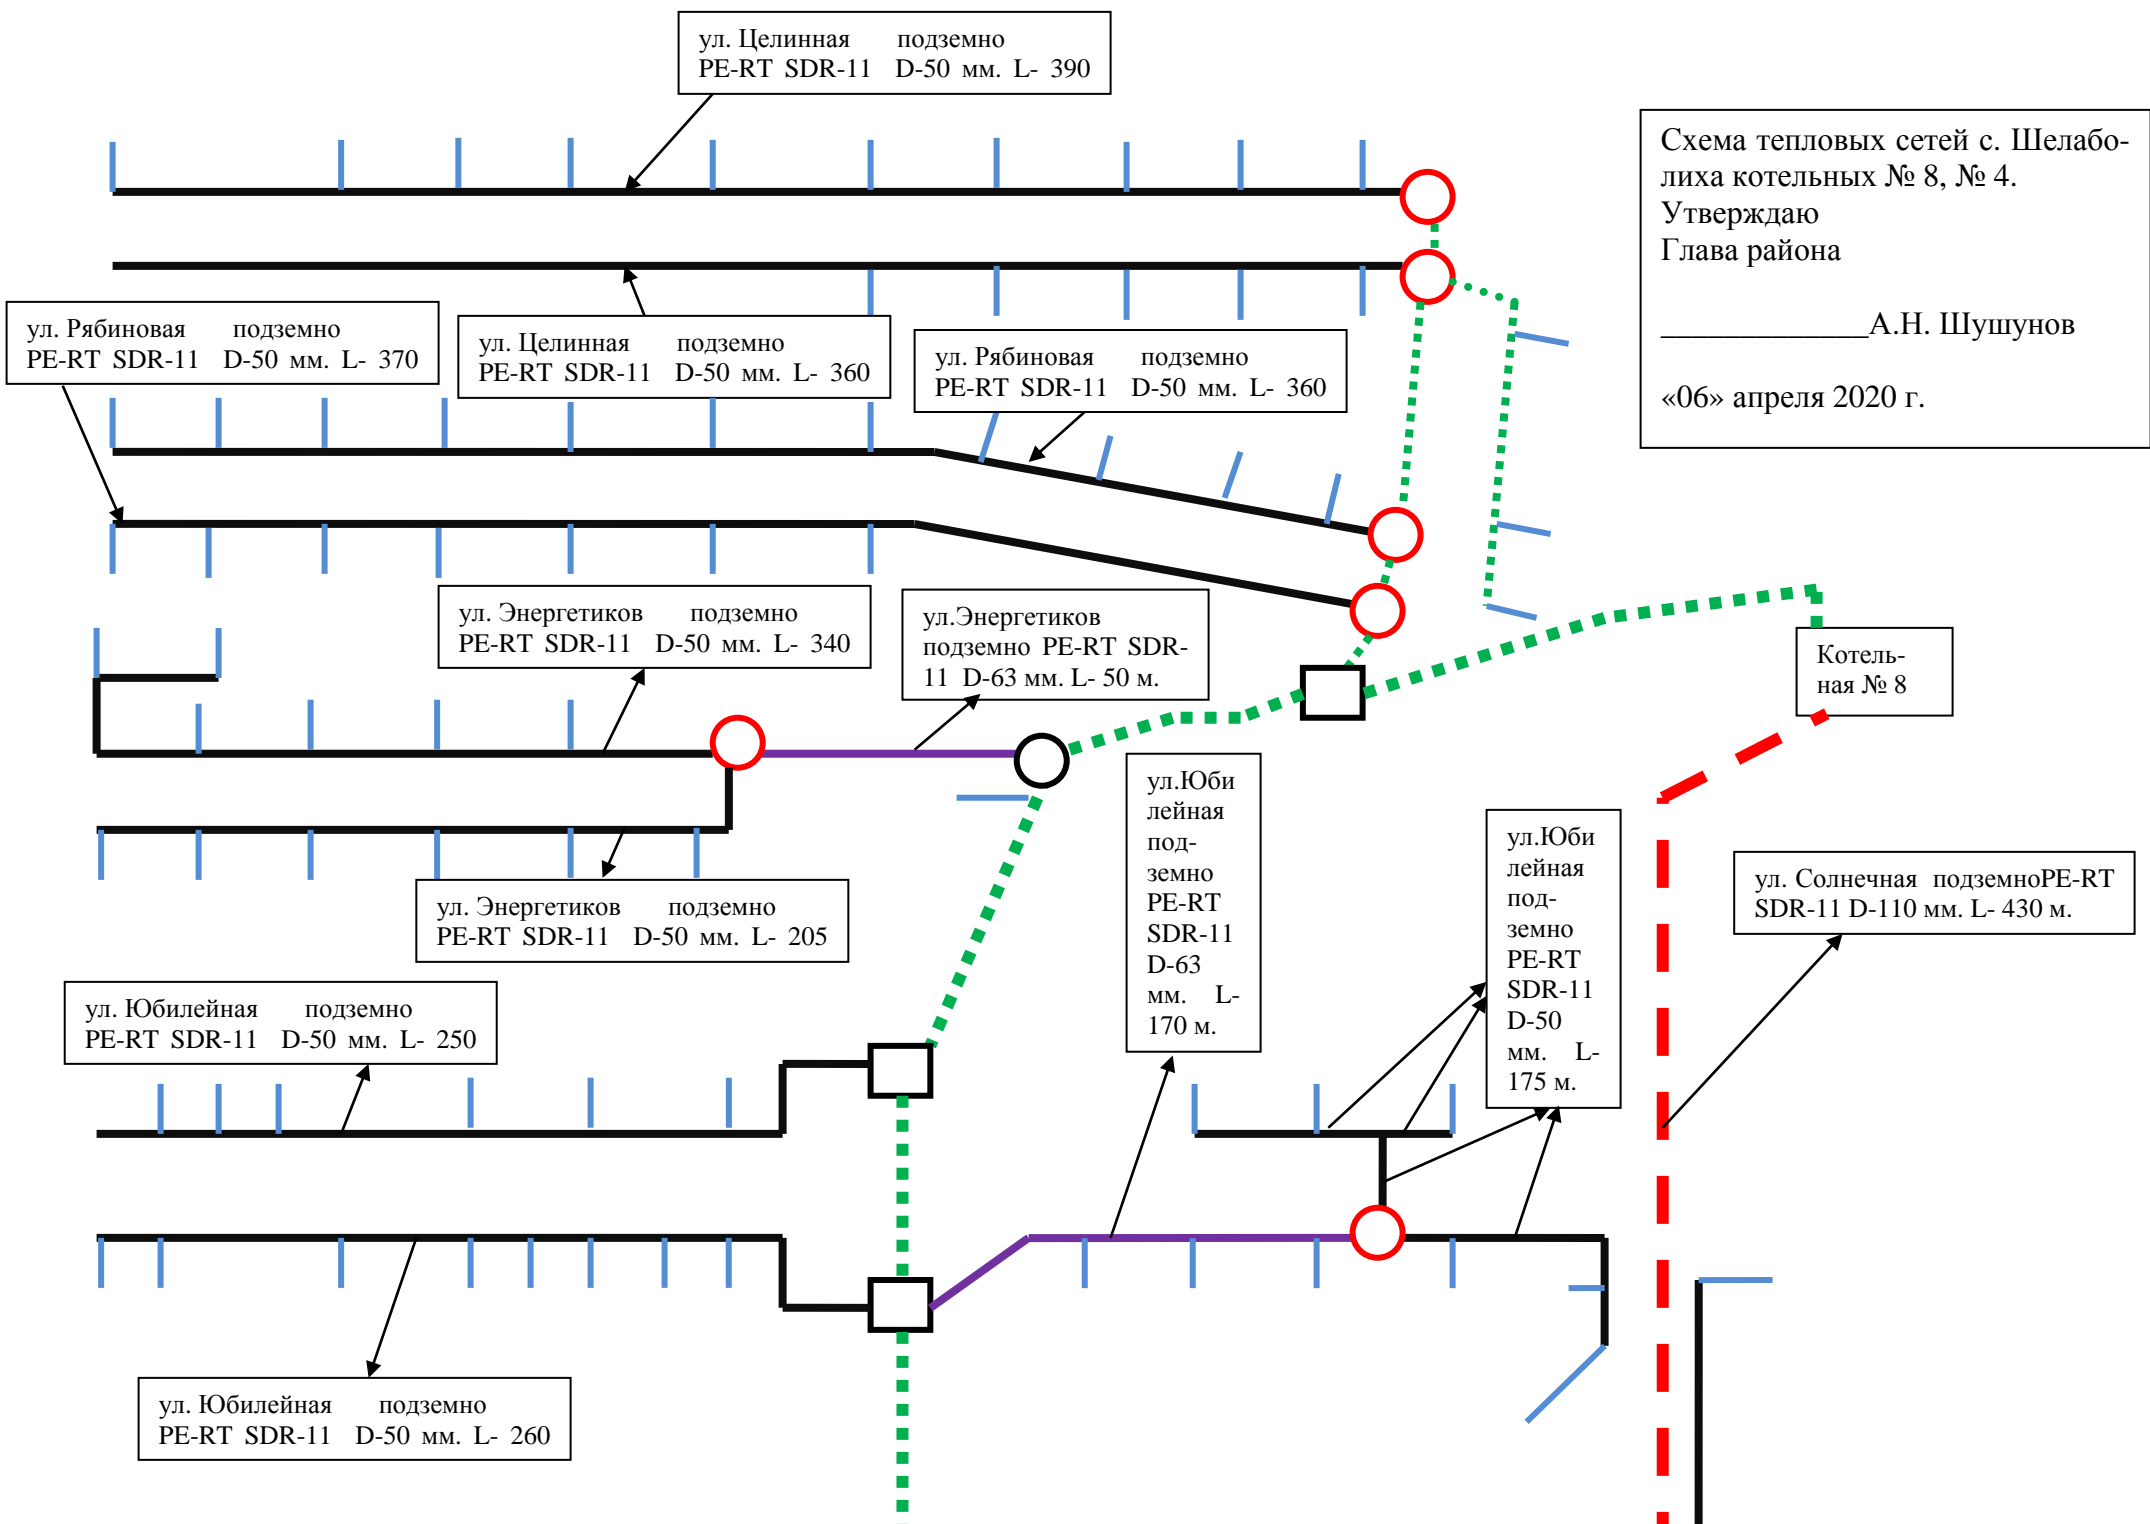 ул. Целинная подземно
PE-RT SDR-11 D-50 мм. L- 390
Схема тепловых сетей с. Шелабо-
лиха котельных № 8, № 4.
Утверждаю
Глава района
_____________А.Н. Шушунов
«06» апреля 2020 г.
ул. Рябиновая подземно
PE-RT SDR-11 D-50 мм. L- 370
ул. Целинная подземно
PE-RT SDR-11 D-50 мм. L- 360
ул. Рябиновая подземно
PE-RT SDR-11 D-50 мм. L- 360
ул. Энергетиков подземно
PE-RT SDR-11 D-50 мм. L- 340
ул.Энергетиков
подземно PE-RT SDR-
11 D-63 мм. L- 50 м.
Котель-
ная № 8
ул.Юби
лейная
под-
земно
PE-RT
SDR-11
D-63
мм. L-
170 м.
ул.Юби
лейная
под-
земно
PE-RT
SDR-11
D-50
мм. L-
175 м.
ул. Солнечная подземноPE-RT
SDR-11 D-110 мм. L- 430 м.
ул. Энергетиков подземно
PE-RT SDR-11 D-50 мм. L- 205
ул. Юбилейная подземно
PE-RT SDR-11 D-50 мм. L- 250
ул. Юбилейная подземно
PE-RT SDR-11 D-50 мм. L- 260